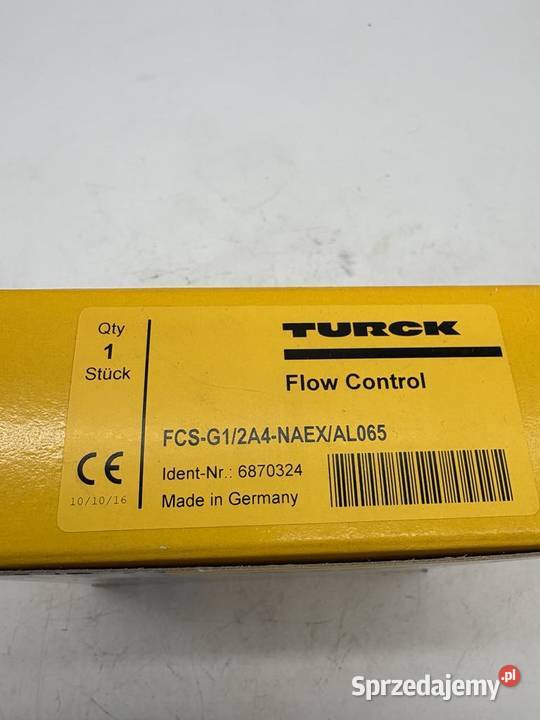 Qty
1
Stück
10/10/16
TURCK
Flow Control
FCS-G1/2A4-NAEX/AL065
Ident-Nr.: 6870324
Made in Germany
CE
Sprzedajemy.pl